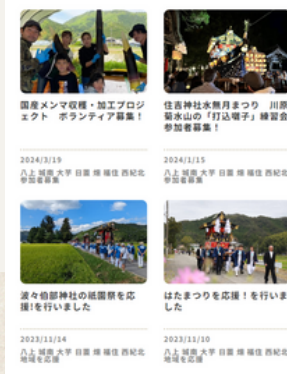 国産メンマ収穫・加工プロジ
ェクト ボランティア募集！
2024/3/19
八上 城南 大芋 日置 畑 福住 西紀北
参加者募集
住吉神社水無月まつり 川原
菊水山の「打込囃子」練習会
参加者募集！
2024/1/15
八上 城南 大芋 日置 畑 福住 西紀北
参加者募集
波々伯部神社の祇園祭を応
援!を行いました
2023/11/14
八上 城南 大芋 日置 畑 福住 西紀北
地域を応援
はたまつりを応援！を行いま
した
2023/11/10
八上 城南 大芋 日置 畑 福住 西紀北
地域を応援